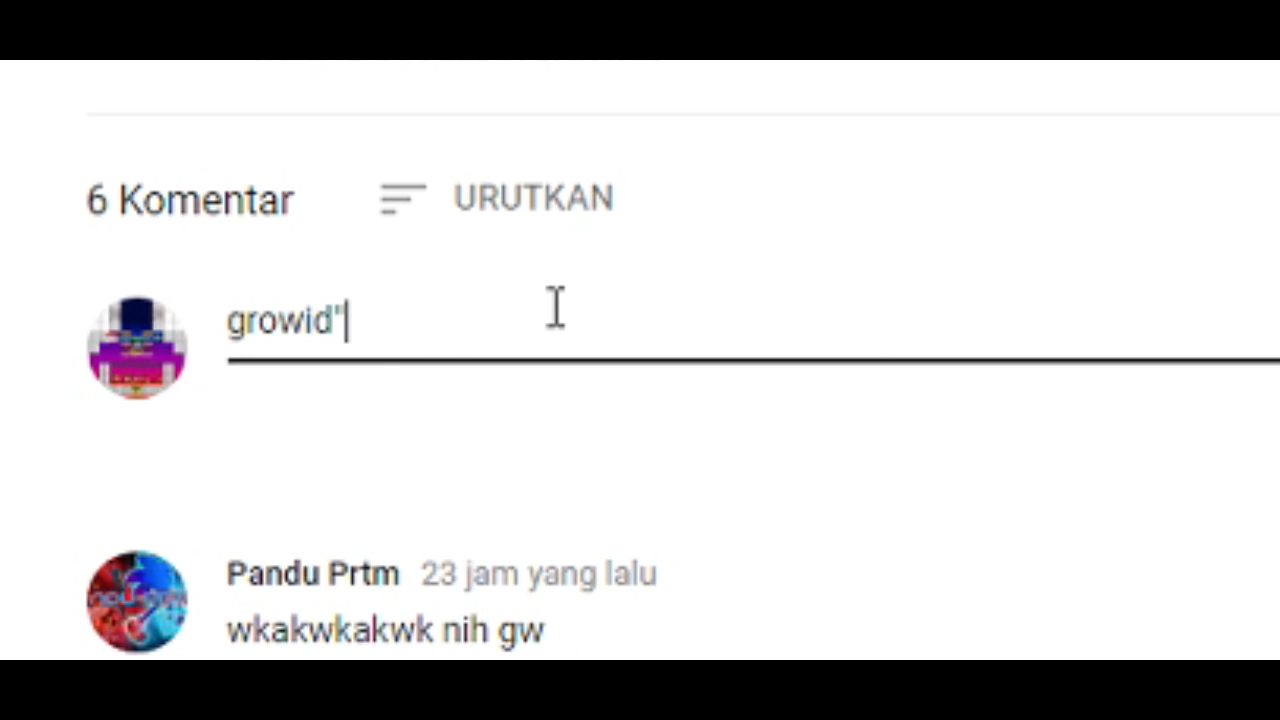 6 Komentar URUTKAN
growid"
Pandu Prtm 23 jam yang lalu
wkakwkakwk nih gw